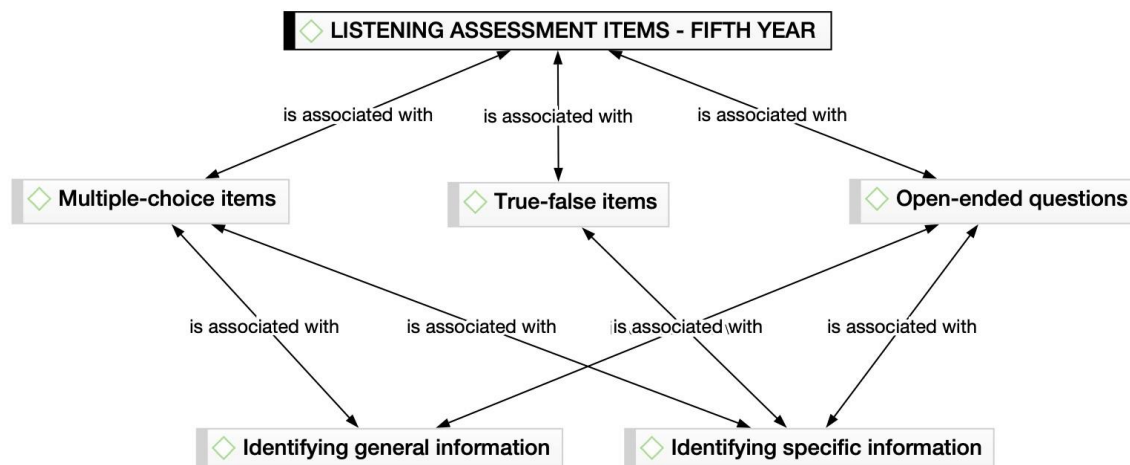 LISTENING ASSESSMENT ITEMS - FIFTH YEAR
is associated with
is associated with
is associated with
Multiple-choice items
True-false items
Open-ended questions
is associated with
is associated with
is associated with
is associated with
Identifying general information
Identifying specific information